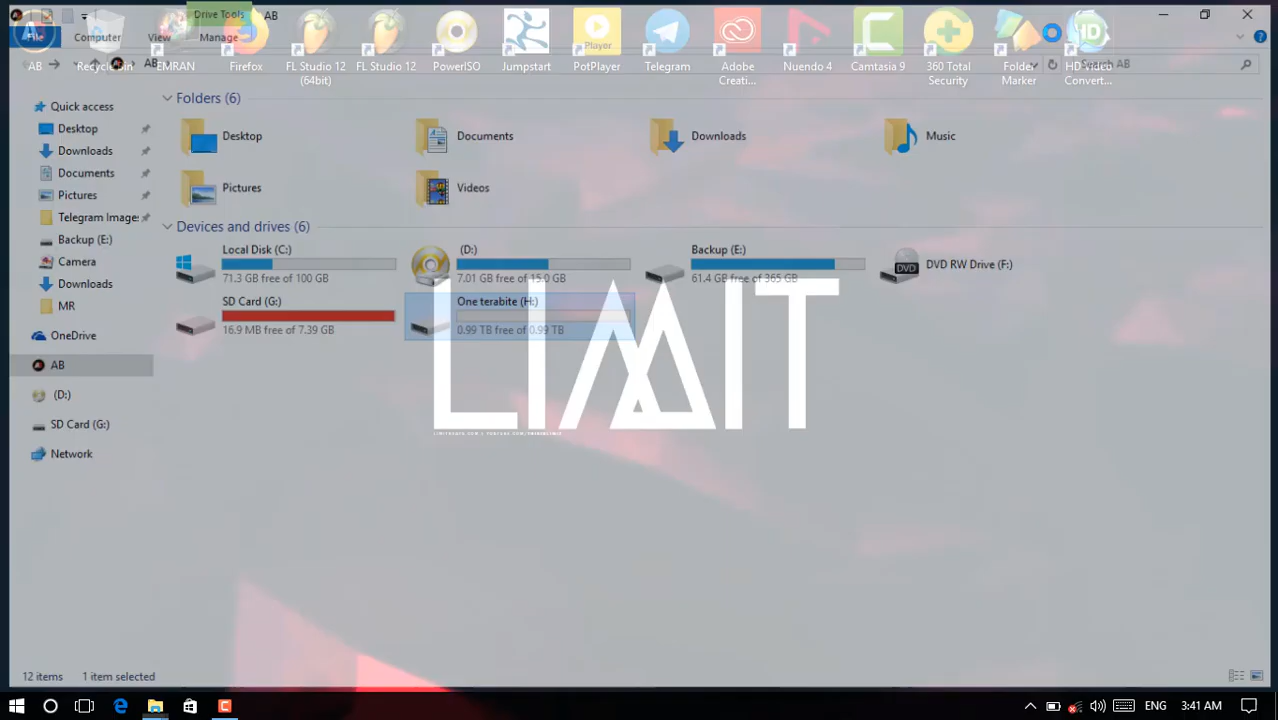 Drive Tools
AB
File
Computer
View
Manage
AB
Recycle Bin
EMRAN
Firefox
FL Studio 12 (64bit)
FL Studio 12
PowerISO
Jumpstart
Player
PotPlayer
Telegram
Adobe Creati...
Nuendo 4
Camtasia 9
360 Total Security
Folder Marker
HD Video Convert...
AB
Search AB
Quick access
Desktop
Downloads
Documents
Pictures
Telegram Images
Backup (E:)
Camera
Downloads
MR
OneDrive
AB
(D:)
SD Card (G:)
Network
Folders (6)
Desktop
Documents
Downloads
Music
Pictures
Videos
Devices and drives (6)
Local Disk (C:)
71.3 GB free of 100 GB
(D:)
7.01 GB free of 15.0 GB
Backup (E:)
61.4 GB free of 365 GB
DVD
DVD RW Drive (F:)
SD Card (G:)
16.9 MB free of 7.39 GB
One terabite (H:)
0.99 TB free of 0.99 TB
LIMIT
12 items
1 item selected
ENG
3:41 AM